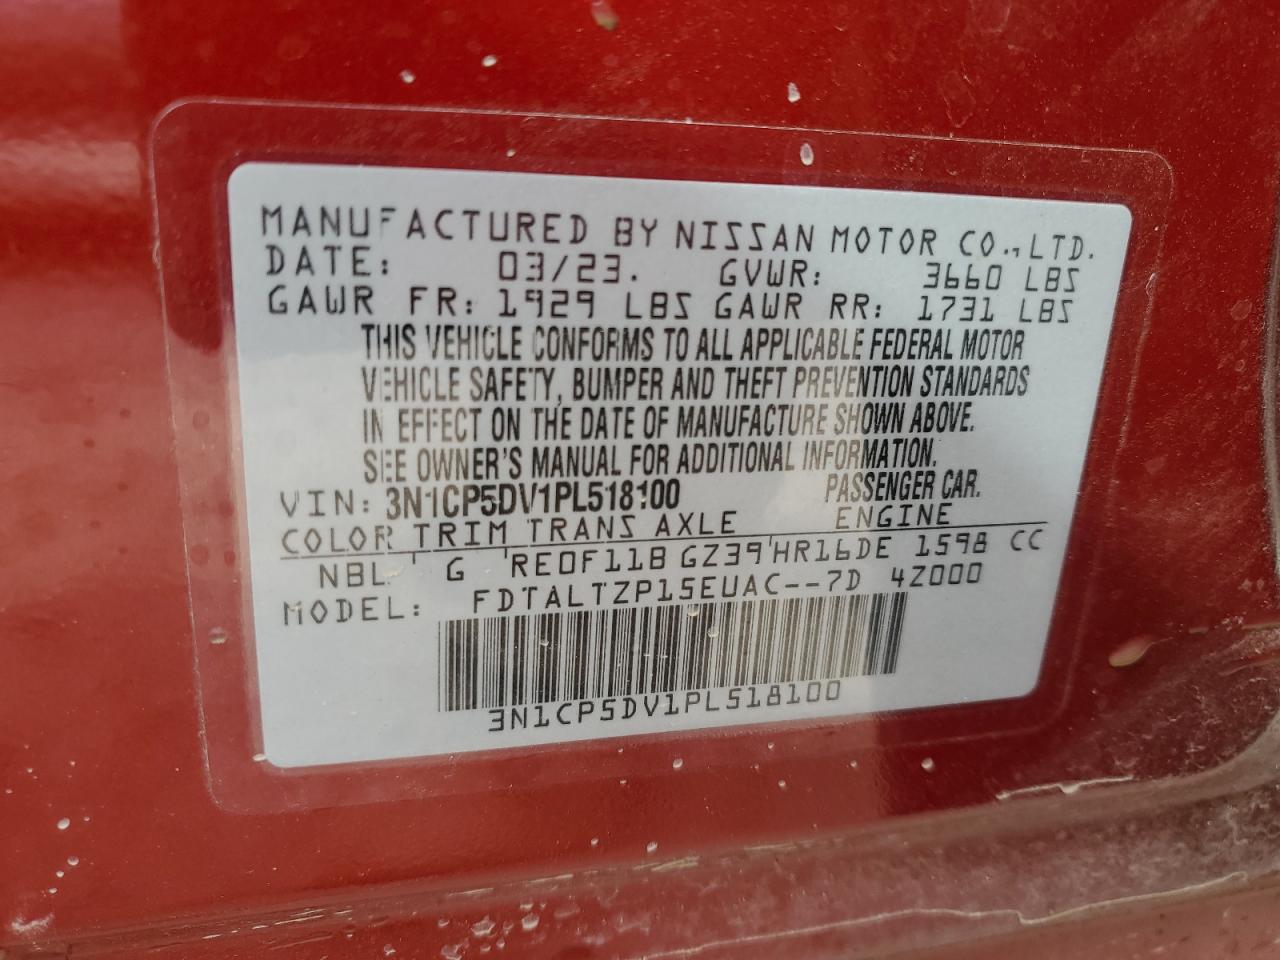 MANUFACTURED BY NISSAN MOTOR CO., LTD.
DATE: 03/23. GVWR: 3660 LBS
GAWR FR: 1929 LBS GAWR RR: 1731 LBS
THIS VEHICLE CONFORMS TO ALL APPLICABLE FEDERAL MOTOR
VEHICLE SAFETY, BUMPER AND THEFT PREVENTION STANDARDS
IN EFFECT ON THE DATE OF MANUFACTURE SHOWN ABOVE.
SEE OWNER'S MANUAL FOR ADDITIONAL INFORMATION.
VIN: 3N1CP5DV1PL518100 PASSENGER CAR.
COLOR TRIM TRANS AXLE ENGINE
NBL G RE0F11B GZ39 HR16DE 1598 CC
MODEL: FDTALTZP15EUAC--7D 4Z000
3N1CP5DV1PL518100